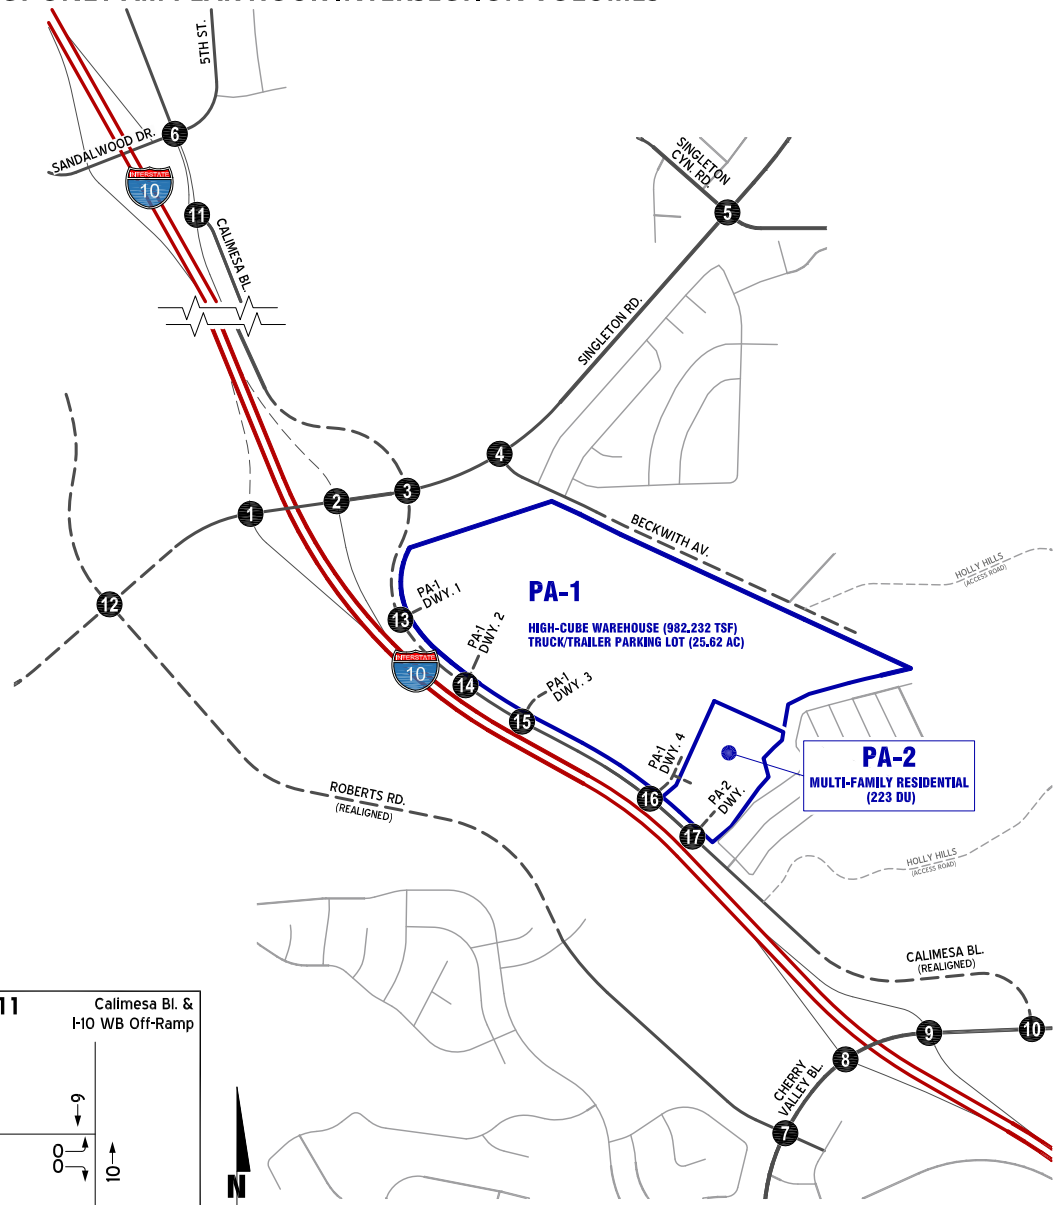 5TH ST.
SANDALWOOD DR.
6
INTERSTATE
10
11
CALIMESA BL.
SINGLETON
CYN. RD.
5
SINGLETON RD.
4
3
2
1
BECKWITH AV.
HOLLY HILLS
(ACCESS ROAD)
12
PA-1
DWY. 1
13
PA-1
HIGH-CUBE WAREHOUSE (982.232 TSF)
TRUCK/TRAILER PARKING LOT (25.62 AC)
PA-1
DWY. 2
INTERSTATE
10
14
PA-1
DWY. 3
15
PA-1
DWY. 4
16
PA-2
DWY.
17
PA-2
MULTI-FAMILY RESIDENTIAL
(223 DU)
ROBERTS RD.
(REALIGNED)
HOLLY HILLS
(ACCESS ROAD)
CALIMESA BL.
(REALIGNED)
10
9
8
CHERRY
VALLEY BL.
7
11
Calimesa Bl. &
I-10 WB Off-Ramp
9
0
0
10
N